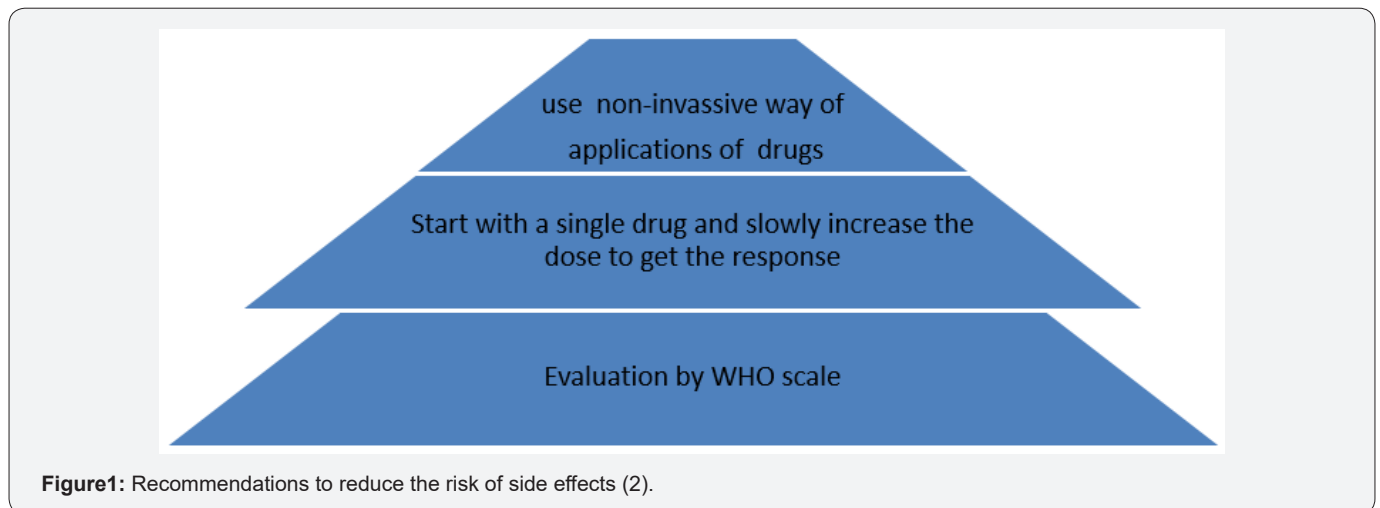 use non-invassive way of
applications of drugs
Start with a single drug and slowly increase the
dose to get the response
Evaluation by WHO scale
Figure1: Recommendations to reduce the risk of side effects (2).